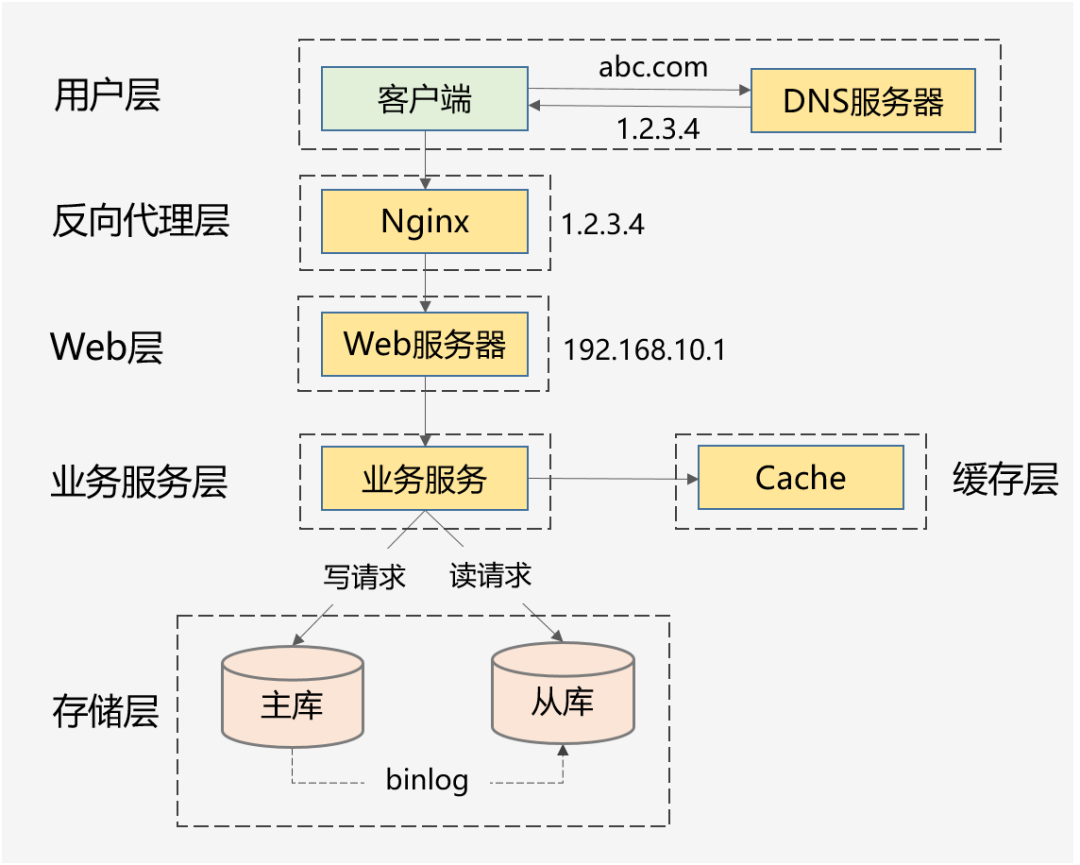 用户层
客户端
abc.com
1.2.3.4
DNS服务器
反向代理层
Nginx
1.2.3.4
Web层
Web服务器
192.168.10.1
业务服务层
业务服务
Cache
缓存层
写请求
读请求
存储层
主库
从库
binlog